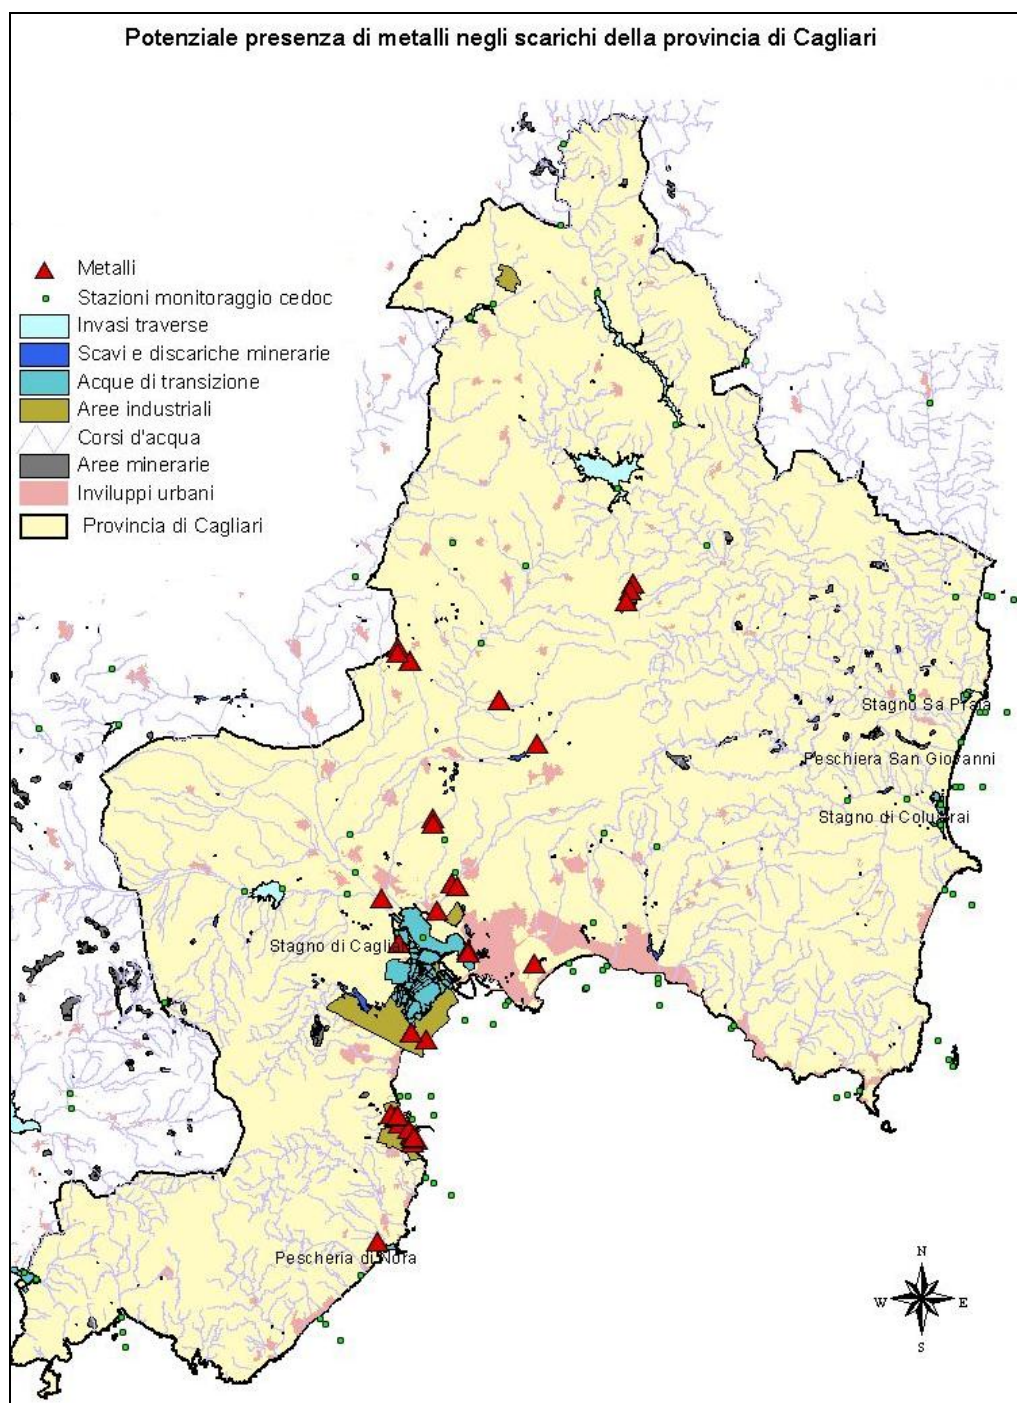 Potenziale presenza di metalli negli scarichi della provincia di Cagliari
Metalli
Stazioni monitoraggio cedoc
Invasi traverse
Scavi e discariche minerarie
Acque di transizione
Aree industriali
Corsi d'acqua
Aree minerarie
Inviluppi urbani
Provincia di Cagliari
Stagno Sa Praia
Peschiera San Giovanni
Stagno di Colustrai
Stagno di Cagliari
Pescheria di Nora
N
W E
S